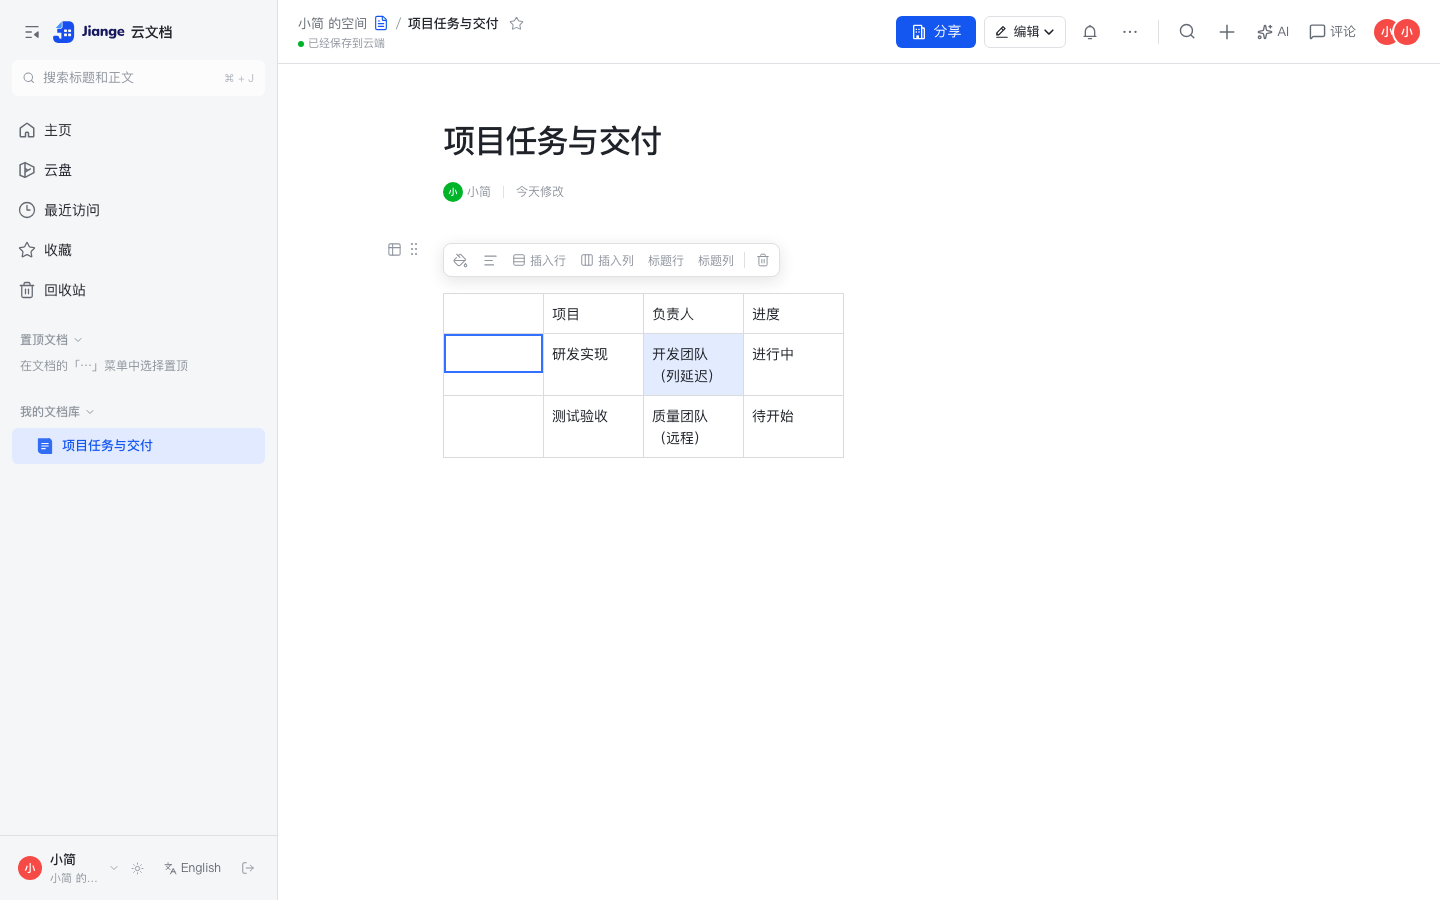 Jiange 云文档
搜索标题和正文 ⌘ + J
主页
云盘
最近访问
收藏
回收站
置顶文档
在文档的「…」菜单中选择置顶
我的文档库
项目任务与交付
小
小简
小简 的...
English
小简 的空间 / 项目任务与交付
已经保存到云端
分享
编辑
AI
评论
小
小
项目任务与交付
小 小简 今天修改
插入行 插入列 标题行 标题列
项目 负责人 进度
研发实现 开发团队（列延迟） 进行中
测试验收 质量团队（远程） 待开始